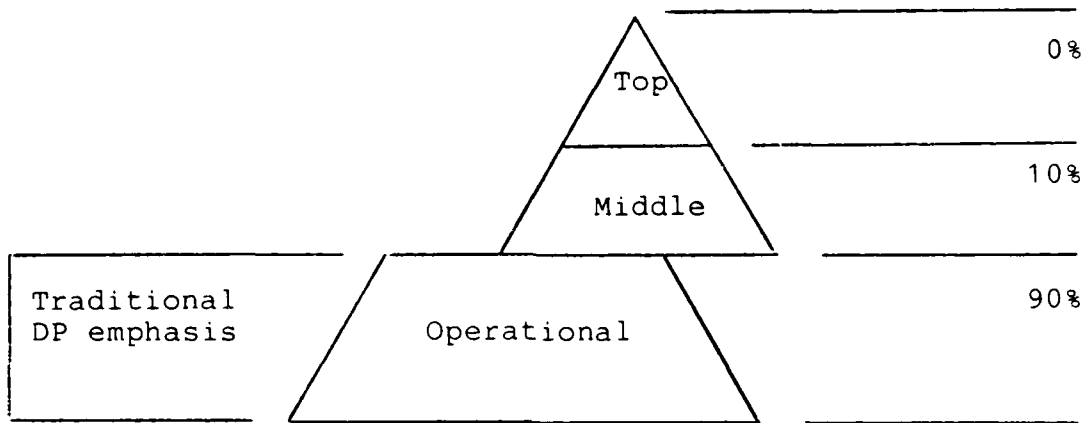 Top
0%
Middle
10%
Traditional
DP emphasis
Operational
90%